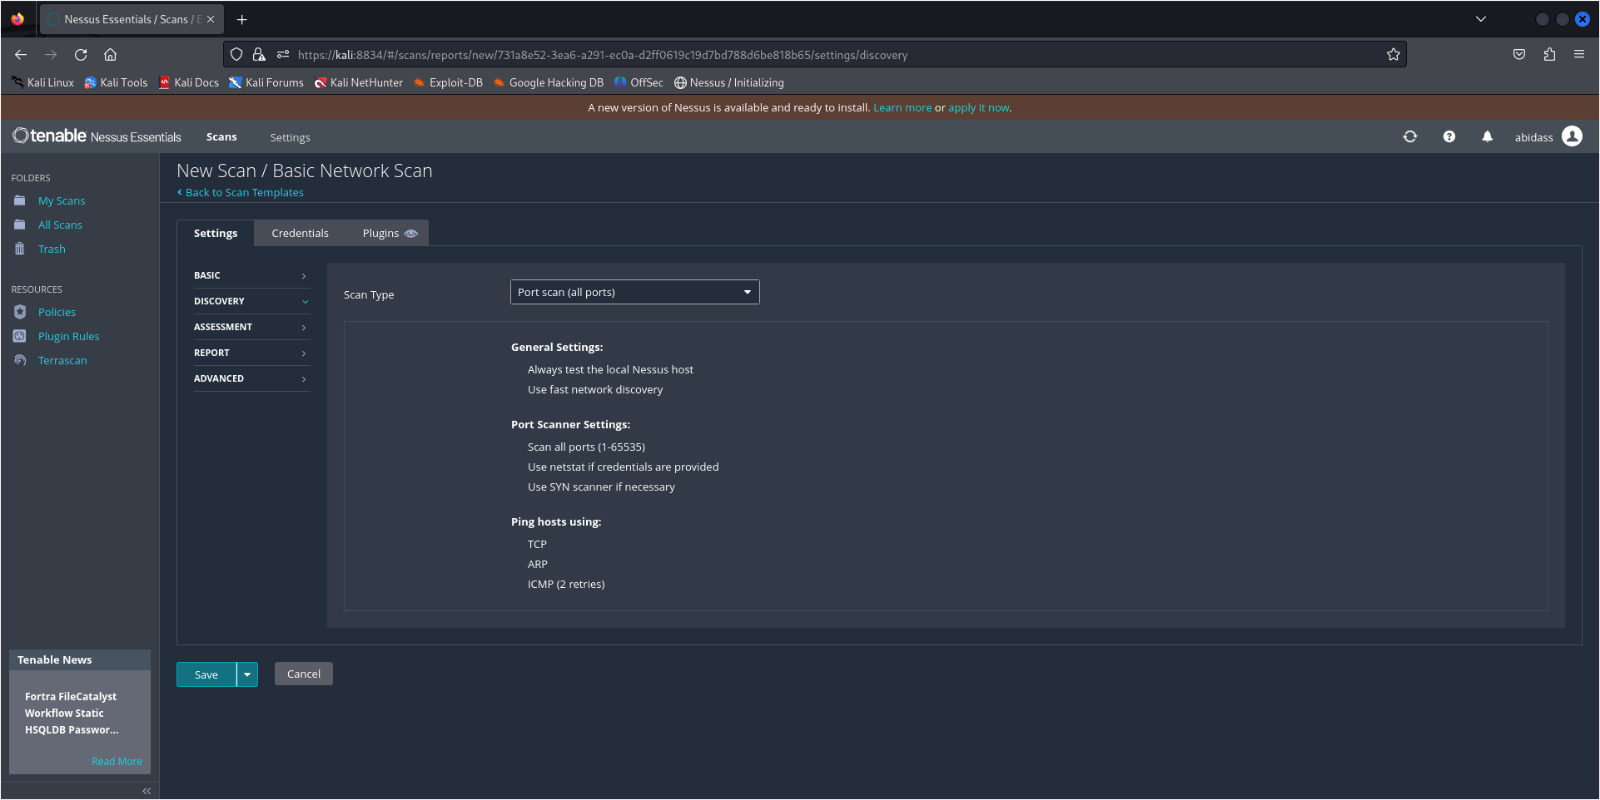 Nessus Essentials / Scans / E
https://kali:8834/#/scans/reports/new/731a8e52-3ea6-a291-ec0a-d2ff0619c19d7bd788d6be818b65/settings/discovery
Kali Linux Kali Tools Kali Docs Kali Forums Kali NetHunter Exploit-DB Google Hacking DB OffSec Nessus / Initializing
A new version of Nessus is available and ready to install. Learn more or apply it now.
tenable Nessus Essentials Scans Settings abidass
FOLDERS
My Scans
All Scans
Trash
RESOURCES
Policies
Plugin Rules
Terrascan
Tenable News
Fortra FileCatalyst
Workflow Static
HSQLDB Passwor...
Read More
New Scan / Basic Network Scan
Back to Scan Templates
Settings Credentials Plugins
BASIC
DISCOVERY
ASSESSMENT
REPORT
ADVANCED
Scan Type Port scan (all ports)
General Settings:
Always test the local Nessus host
Use fast network discovery
Port Scanner Settings:
Scan all ports (1-65535)
Use netstat if credentials are provided
Use SYN scanner if necessary
Ping hosts using:
TCP
ARP
ICMP (2 retries)
Save Cancel